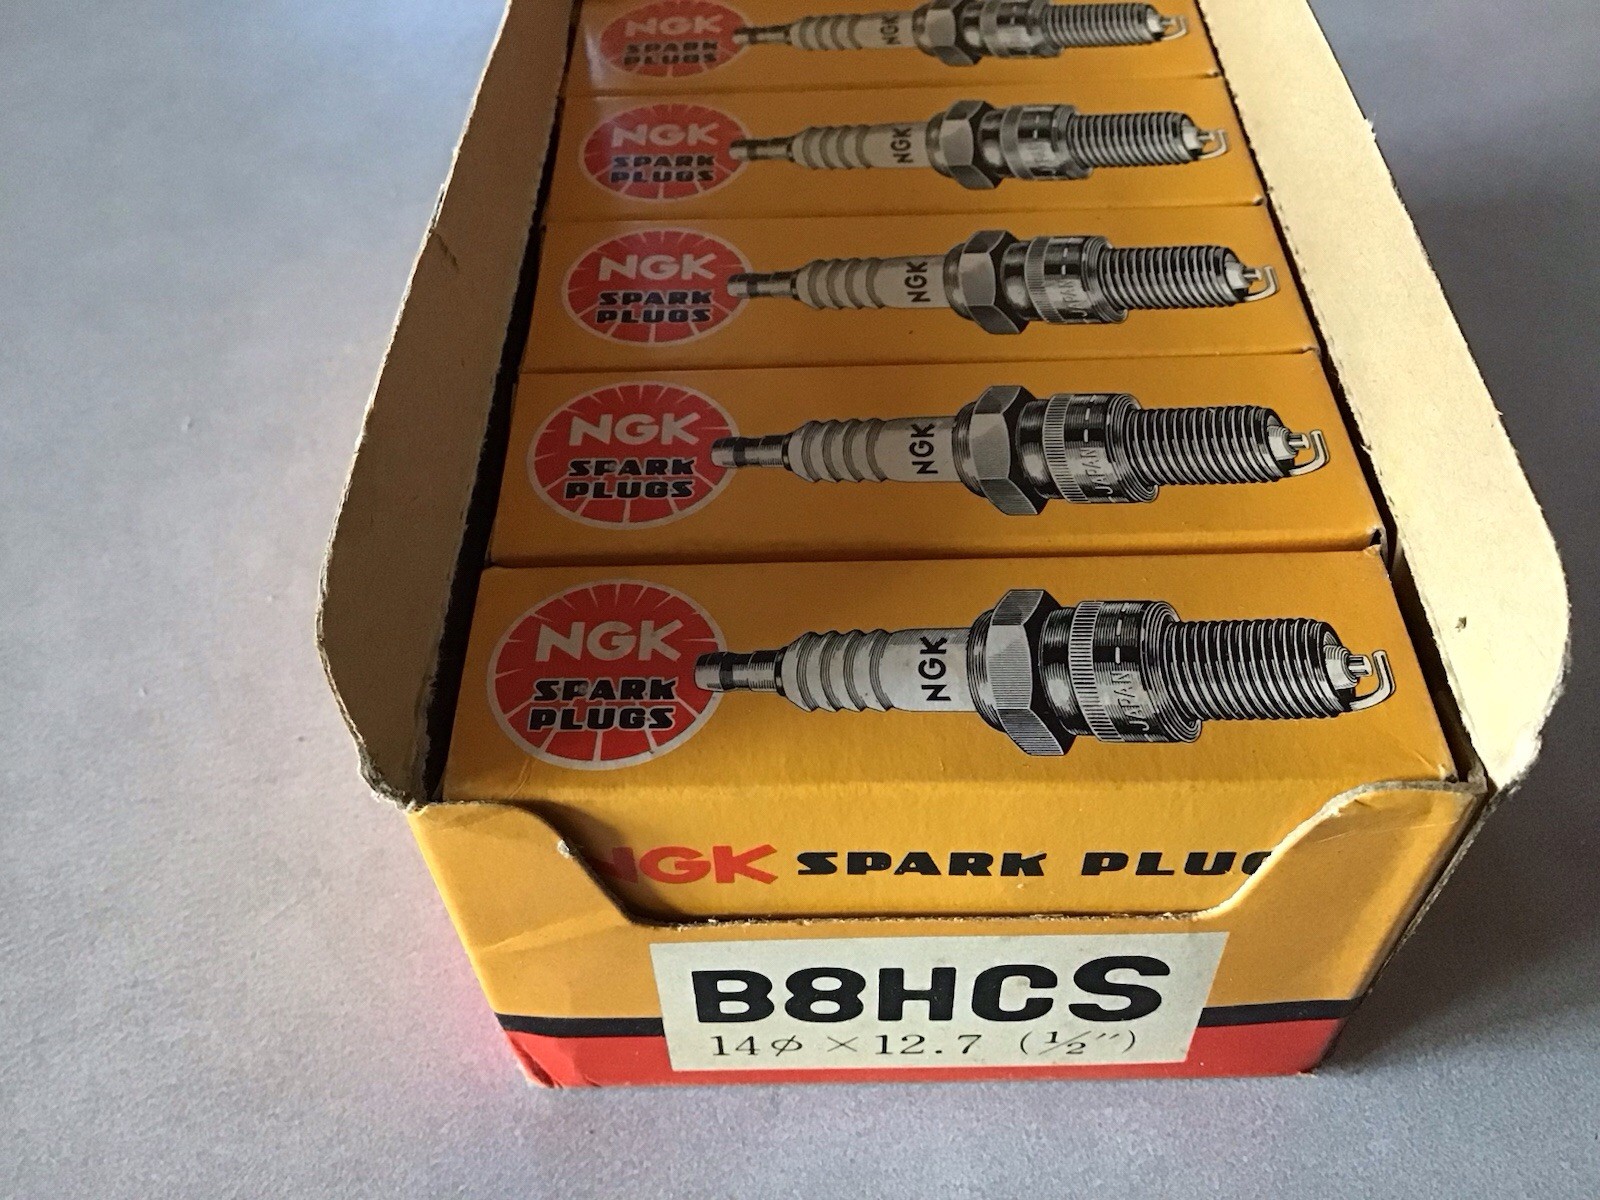 NGK
SPARK
PLUGS
NGK
NGK
SPARK
PLUGS
NGK
NGK
SPARK
PLUGS
NGK
JAPAN
NGK
SPARK
PLUGS
NGK
JAPAN
NGK
SPARK
PLUGS
NGK
JAPAN
NGK SPARK PLUG
B8HCS
14φ × 12.7 (1/2")